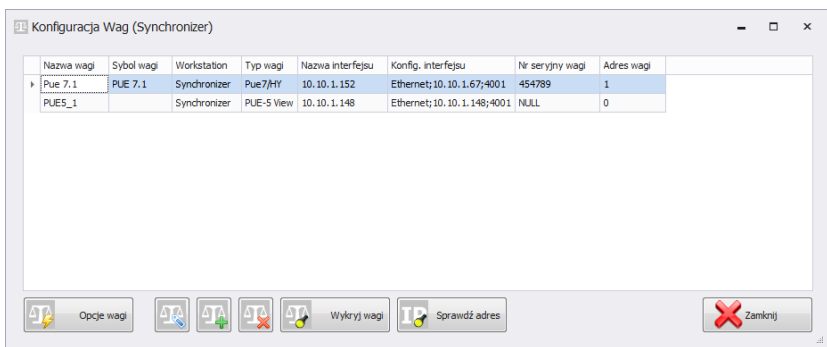 Konfiguracja Wag (Synchronizer)
Nazwa wagi Sybol wagi Workstation Typ wagi Nazwa interfejsu Konfig. interfejsu Nr seryjny wagi Adres wagi
Pue 7.1 PUE 7.1 Synchronizer Pue7/HY 10.10.1.152 Ethernet;10.10.1.67;4001 454789 1
PUE5_1 Synchronizer PUE-5 View 10.10.1.148 Ethernet;10.10.1.148;4001 NULL 0
Opcje wagi Wykryj wagi IP Sprawdź adres Zamknij